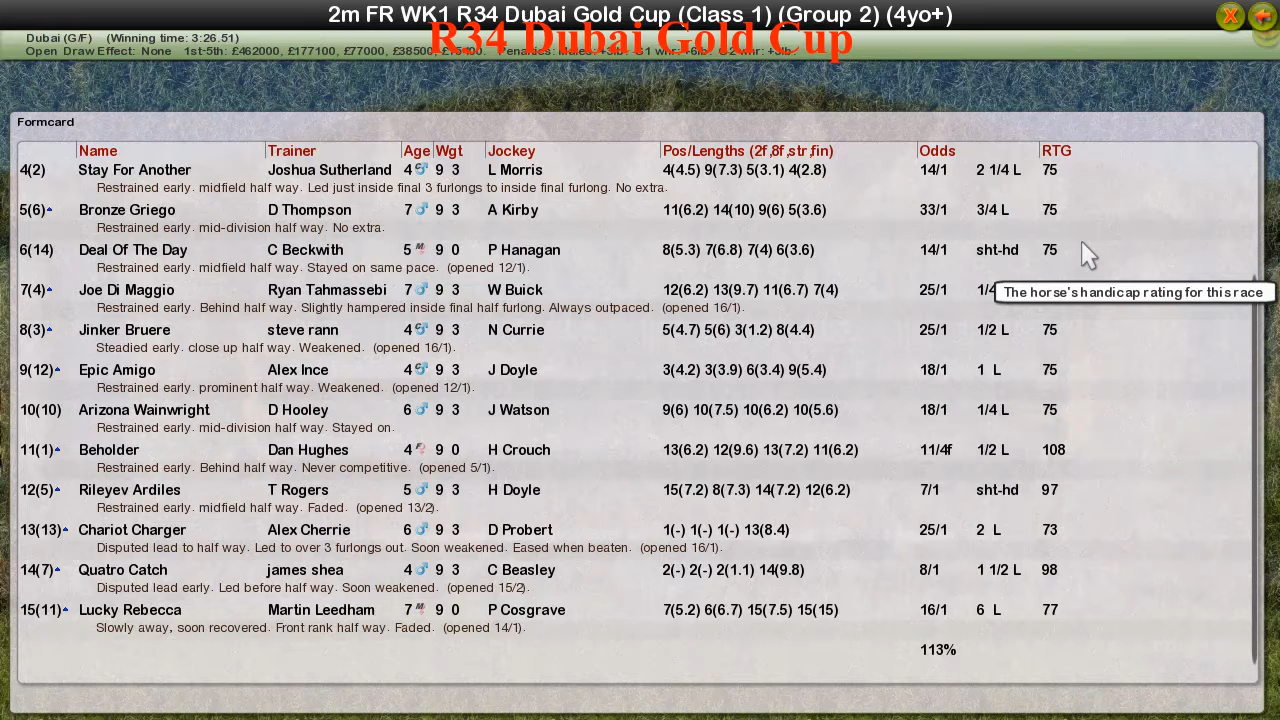 2m FR WK1 R34 Dubai Gold Cup (Class 1) (Group 2) (4yo+)
R34 Dubai Gold Cup
Dubai (G/F) (Winning time: 3:26.51)
Open Draw Effect: None 1st-5th: £462000, £177100, £77000, £38500,
Formcard
Name Trainer Age Wgt Jockey Pos/Lengths (2f,8f,str,fin) Odds RTG
4(2) Stay For Another Joshua Sutherland 4 9 3 L Morris 4(4.5) 9(7.3) 5(3.1) 4(2.8) 14/1 2 1/4 L 75
Restrained early. midfield half way. Led just inside final 3 furlongs to inside final furlong. No extra.
5(6) Bronze Griego D Thompson 7 9 3 A Kirby 11(6.2) 14(10) 9(6) 5(3.6) 33/1 3/4 L 75
Restrained early. mid-division half way. No extra.
6(14) Deal Of The Day C Beckwith 5 9 0 P Hanagan 8(5.3) 7(6.8) 7(4) 6(3.6) 14/1 sht-hd 75
Restrained early. midfield half way. Stayed on same pace. (opened 12/1).
7(4) Joe Di Maggio Ryan Tahmassebi 7 9 3 W Buick 12(6.2) 13(9.7) 11(6.7) 7(4) 25/1 1/4
The horse's handicap rating for this race
Restrained early. Behind half way. Slightly hampered inside final half furlong. Always outpaced. (opened 16/1).
8(3) Jinker Bruere steve rann 4 9 3 N Currie 5(4.7) 5(6) 3(1.2) 8(4.4) 25/1 1/2 L 75
Steadied early. close up half way. Weakened. (opened 16/1).
9(12) Epic Amigo Alex Ince 4 9 3 J Doyle 3(4.2) 3(3.9) 6(3.4) 9(5.4) 18/1 1 L 75
Restrained early. prominent half way. Weakened. (opened 12/1).
10(10) Arizona Wainwright D Hooley 6 9 3 J Watson 9(6) 10(7.5) 10(6.2) 10(5.6) 18/1 1/4 L 75
Restrained early. mid-division half way. Stayed on.
11(1) Beholder Dan Hughes 4 9 0 H Crouch 13(6.2) 12(9.6) 13(7.2) 11(6.2) 11/4f 1/2 L 108
Restrained early. Behind half way. Never competitive. (opened 5/1).
12(5) Rileyev Ardiles T Rogers 5 9 3 H Doyle 15(7.2) 8(7.3) 14(7.2) 12(6.2) 7/1 sht-hd 97
Restrained early. midfield half way. Faded. (opened 13/2).
13(13) Chariot Charger Alex Cherrie 6 9 3 D Probert 1(-) 1(-) 1(-) 13(8.4) 25/1 2 L 73
Disputed lead to half way. Led to over 3 furlongs out. Soon weakened. Eased when beaten. (opened 16/1).
14(7) Quatro Catch james shea 4 9 3 C Beasley 2(-) 2(-) 2(1.1) 14(9.8) 8/1 1 1/2 L 98
Disputed lead early. Led before half way. Soon weakened. (opened 15/2).
15(11) Lucky Rebecca Martin Leedham 7 9 0 P Cosgrave 7(5.2) 6(6.7) 15(7.5) 15(15) 16/1 6 L 77
Slowly away, soon recovered. Front rank half way. Faded. (opened 14/1).
113%